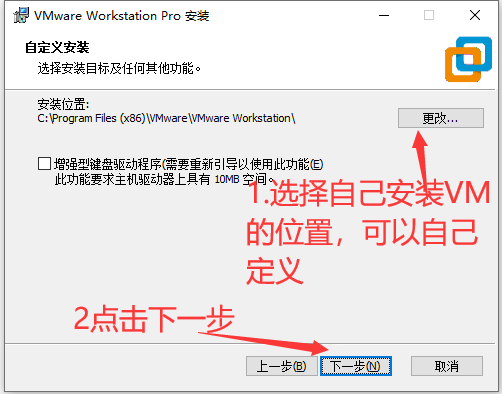 VMware Workstation Pro 安装
自定义安装
选择安装目标及任何其他功能。
安装位置:
C:\Program Files (x86)\VMware\VMware Workstation\
更改...
增强型键盘驱动程序(需要重新引导以使用此功能(E)
此功能要求主机驱动器上具有 10MB 空间。
1.选择自己安装VM
的位置，可以自己
定义
2点击下一步
上一步(B)
下一步(N)
取消